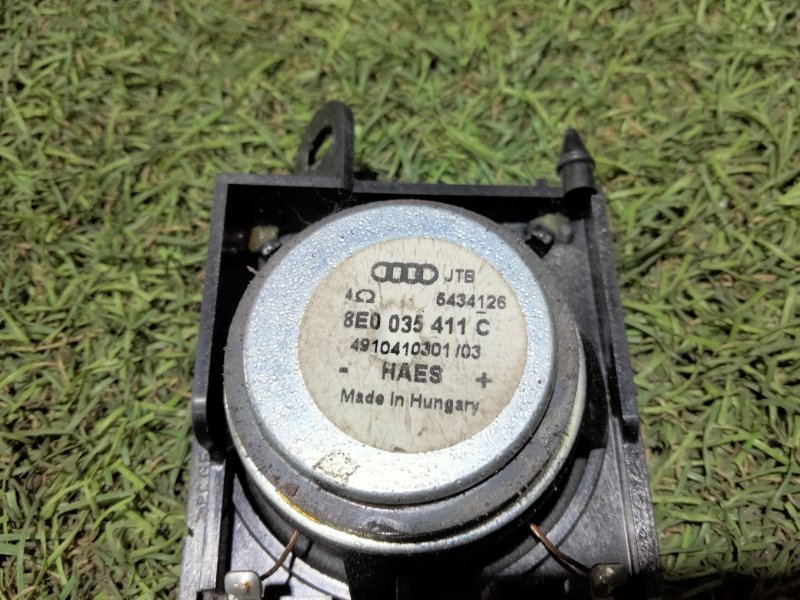 JTB
4Ω 5434126
8E0 035 411 C
4910410301/03
- HAES +
Made in Hungary